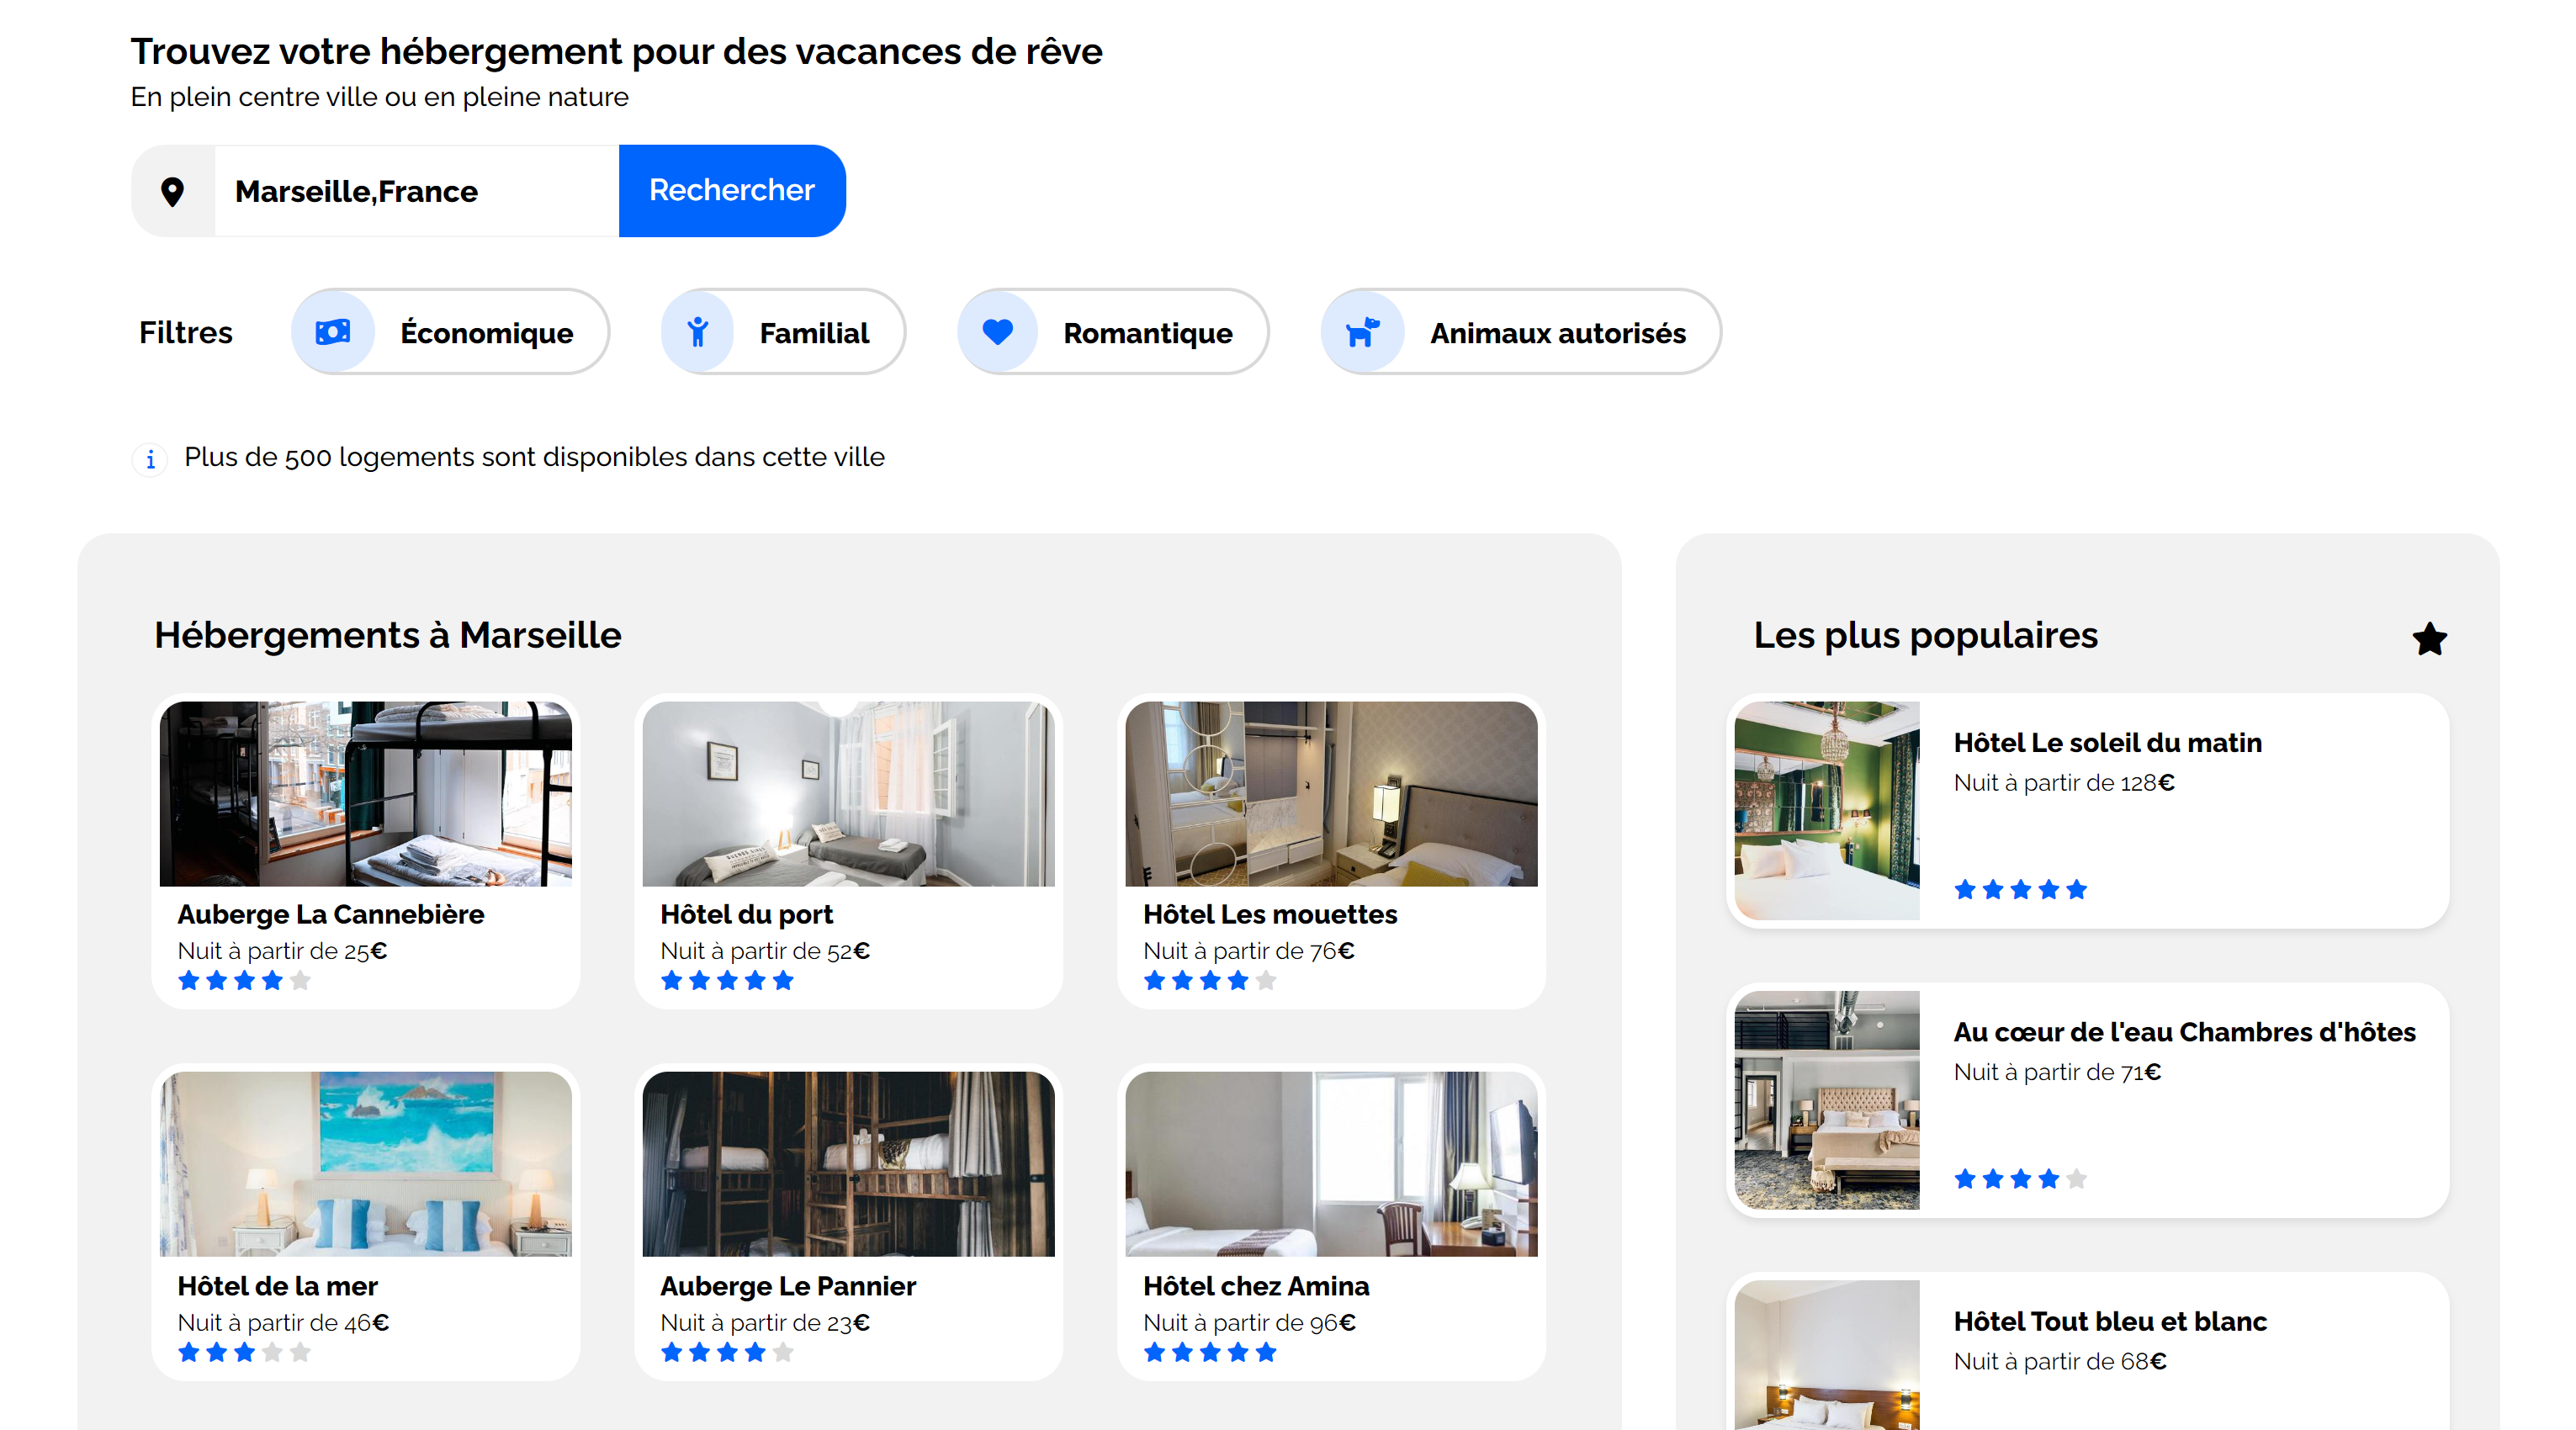 Trouvez votre hébergement pour des vacances de rêve
En plein centre ville ou en pleine nature
Marseille,France
Rechercher
Filtres
Économique
Familial
Romantique
Animaux autorisés
Plus de 500 logements sont disponibles dans cette ville
Hébergements à Marseille
Auberge La Cannebière
Nuit à partir de 25€
Hôtel du port
Nuit à partir de 52€
Hôtel Les mouettes
Nuit à partir de 76€
Hôtel de la mer
Nuit à partir de 46€
Auberge Le Pannier
Nuit à partir de 23€
Hôtel chez Amina
Nuit à partir de 96€
Les plus populaires
Hôtel Le soleil du matin
Nuit à partir de 128€
Au cœur de l'eau Chambres d'hôtes
Nuit à partir de 71€
Hôtel Tout bleu et blanc
Nuit à partir de 68€